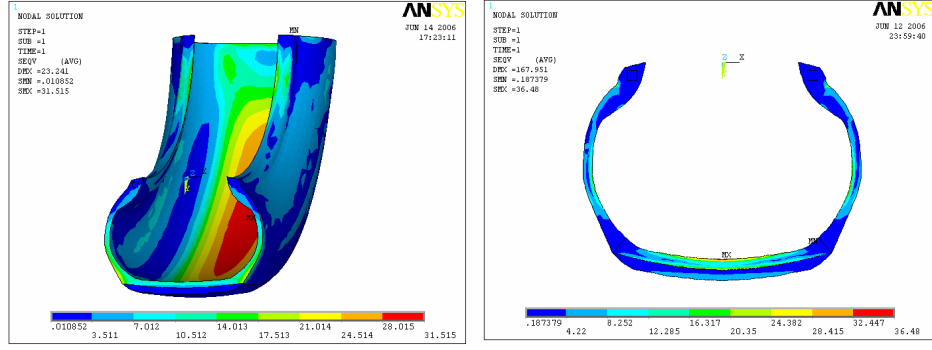 1
NODAL SOLUTION
STEP=1
SUB =1
TIME=1
SEQV (AVG)
DMX =23.241
SMN =.010852
SMX =31.515
ANSYS
JUN 14 2006
17:23:11
MN
Z X
MX
.010852
3.511
7.012
10.512
14.013
17.513
21.014
24.514
28.015
31.515
1
NODAL SOLUTION
STEP=1
SUB =1
TIME=1
SEQV (AVG)
DMX =167.951
SMN =.187379
SMX =36.48
ANSYS
JUN 12 2006
23:59:40
Z X
MX
MN
.187379
4.22
8.252
12.285
16.317
20.35
24.382
28.415
32.447
36.48